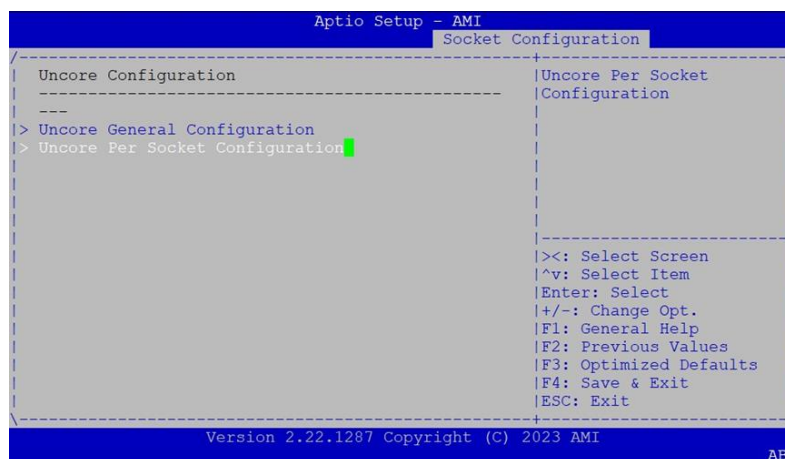 Aptio Setup - AMI
Socket Configuration
/----------------------------------------------------+-----------------------
| Uncore Configuration |Uncore Per Socket
| -------------------------------------------------- |Configuration
| --- |
|> Uncore General Configuration |
|> Uncore Per Socket Configuration |
|-----------------------
|><: Select Screen
|^v: Select Item
|Enter: Select
|+/-: Change Opt.
|F1: General Help
|F2: Previous Values
|F3: Optimized Defaults
|F4: Save & Exit
|ESC: Exit
\----------------------------------------------------+-----------------------
Version 2.22.1287 Copyright (C) 2023 AMI
AB